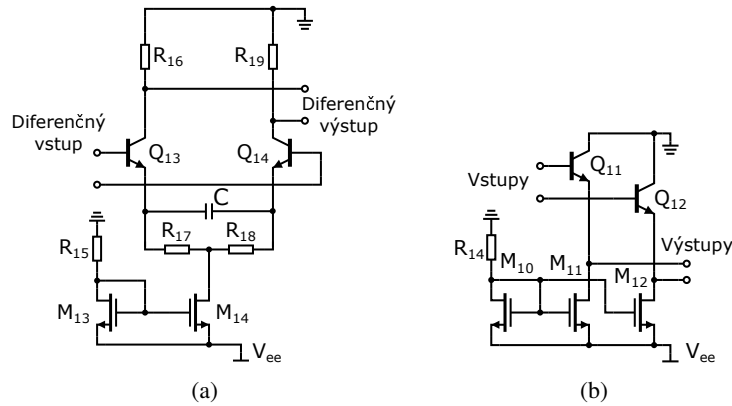 R16
R19
Diferenčný
vstup
Diferenčný
výstup
Q13
Q14
C
R17
R18
R15
M13
M14
Vee
(a)
Q11
Vstupy
Q12
R14
M10
M11
Výstupy
M12
Vee
(b)